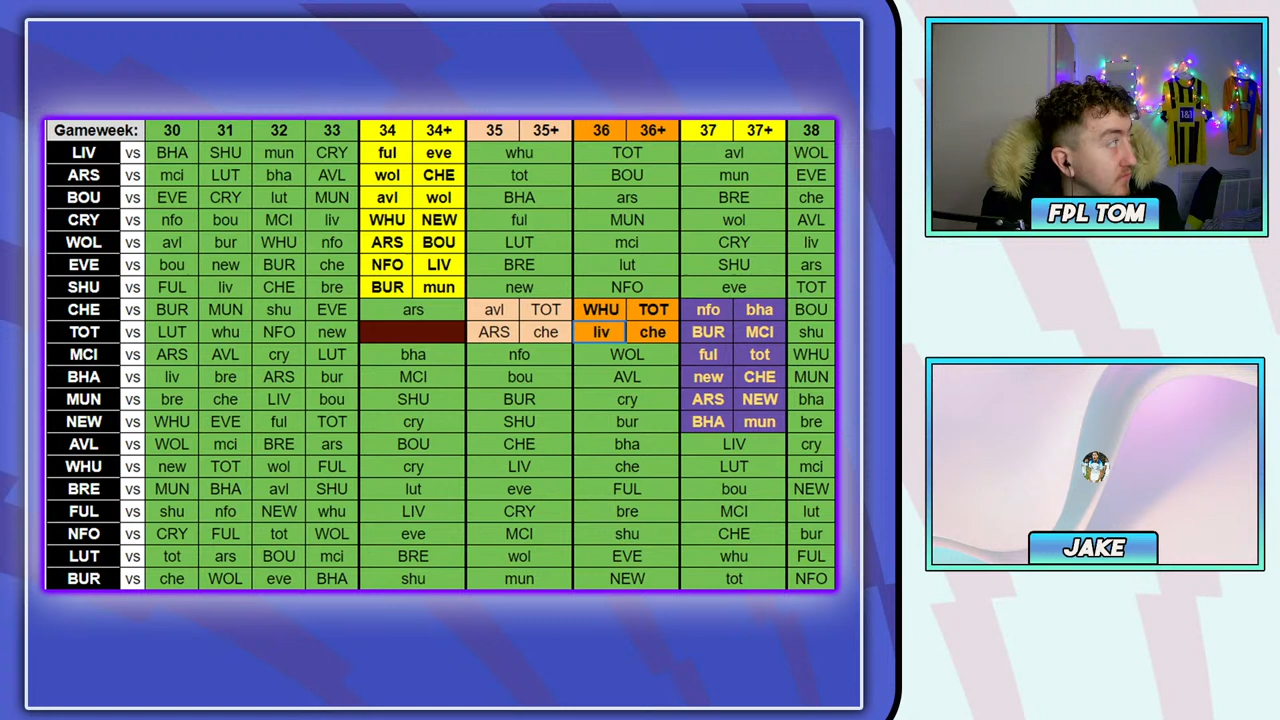 Gameweek: 30 31 32 33 34 34+ 35 35+ 36 36+ 37 37+ 38
LIV vs BHA SHU mun CRY ful eve whu TOT avl WOL
ARS vs mci LUT bha AVL wol CHE tot BOU mun EVE
BOU vs EVE CRY lut MUN avl wol BHA ars BRE che
CRY vs nfo bou MCI liv WHU NEW ful MUN wol AVL
WOL vs avl bur WHU nfo ARS BOU LUT mci CRY liv
EVE vs bou new BUR che NFO LIV BRE lut SHU ars
SHU vs FUL liv CHE bre BUR mun new NFO eve TOT
CHE vs BUR MUN shu EVE ars avl TOT WHU TOT nfo bha BOU
TOT vs LUT whu NFO new ARS che liv che BUR MCI shu
MCI vs ARS AVL cry LUT bha nfo WOL ful tot WHU
BHA vs liv bre ARS bur MCI bou AVL new CHE MUN
MUN vs bre che LIV bou SHU BUR cry ARS NEW bha
NEW vs WHU EVE ful TOT cry SHU bur BHA mun bre
AVL vs WOL mci BRE ars BOU CHE bha LIV cry
WHU vs new TOT wol FUL cry LIV che LUT mci
BRE vs MUN BHA avl SHU lut eve FUL bou NEW
FUL vs shu nfo NEW whu LIV CRY bre MCI lut
NFO vs CRY FUL tot WOL eve MCI shu CHE bur
LUT vs tot ars BOU mci BRE wol EVE whu FUL
BUR vs che WOL eve BHA shu mun NEW tot NFO
1&1
FPL TOM
JAKE